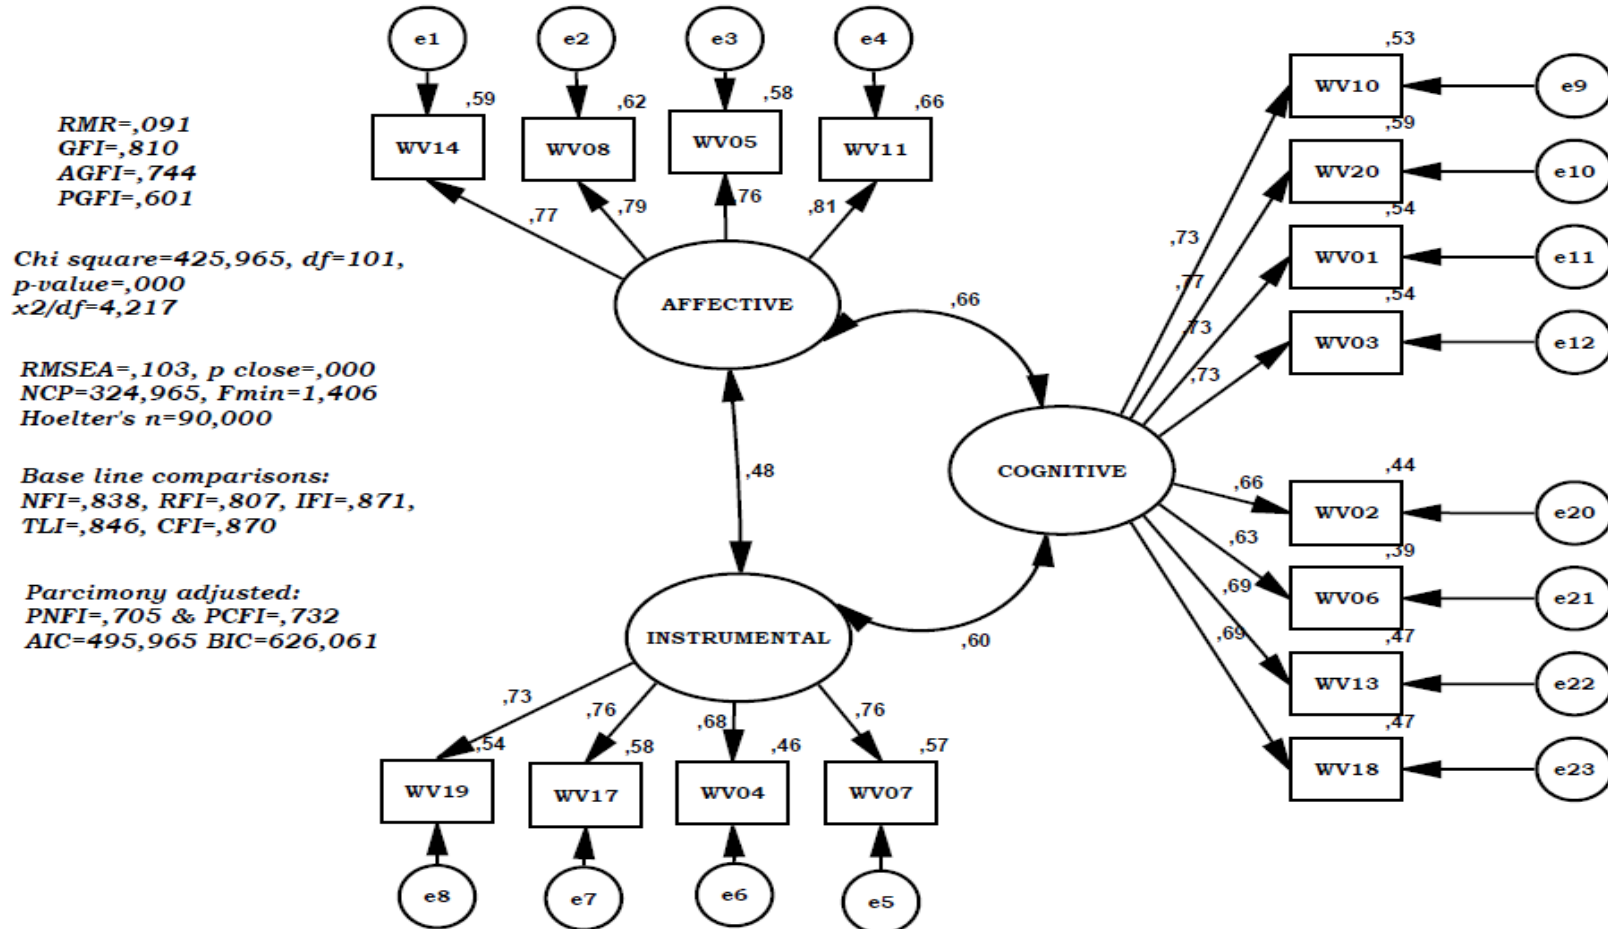 e1
e2
e3
e4
,59
,62
,58
,66
WV14
WV08
WV05
WV11
,77
,79
,76
,81
RMR=,091
GFI=,810
AGFI=,744
PGFI=,601
Chi square=425,965, df=101,
p-value=,000
x2/df=4,217
RMSEA=,103, p close=,000
NCP=324,965, Fmin=1,406
Hoelter's n=90,000
Base line comparisons:
NFI=,838, RFI=,807, IFI=,871,
TLI=,846, CFI=,870
Parcimony adjusted:
PNFI=,705 & PCFI=,732
AIC=495,965 BIC=626,061
AFFECTIVE
,66
,48
COGNITIVE
INSTRUMENTAL
,60
,73
,76
,68
,76
,54
,58
,46
,57
WV19
WV17
WV04
WV07
e8
e7
e6
e5
,53
WV10
e9
,59
WV20
e10
,54
WV01
e11
,54
WV03
e12
,73
,77
,73
,73
,44
WV02
e20
,39
WV06
e21
,47
WV13
e22
,47
WV18
e23
,66
,63
,69
,69